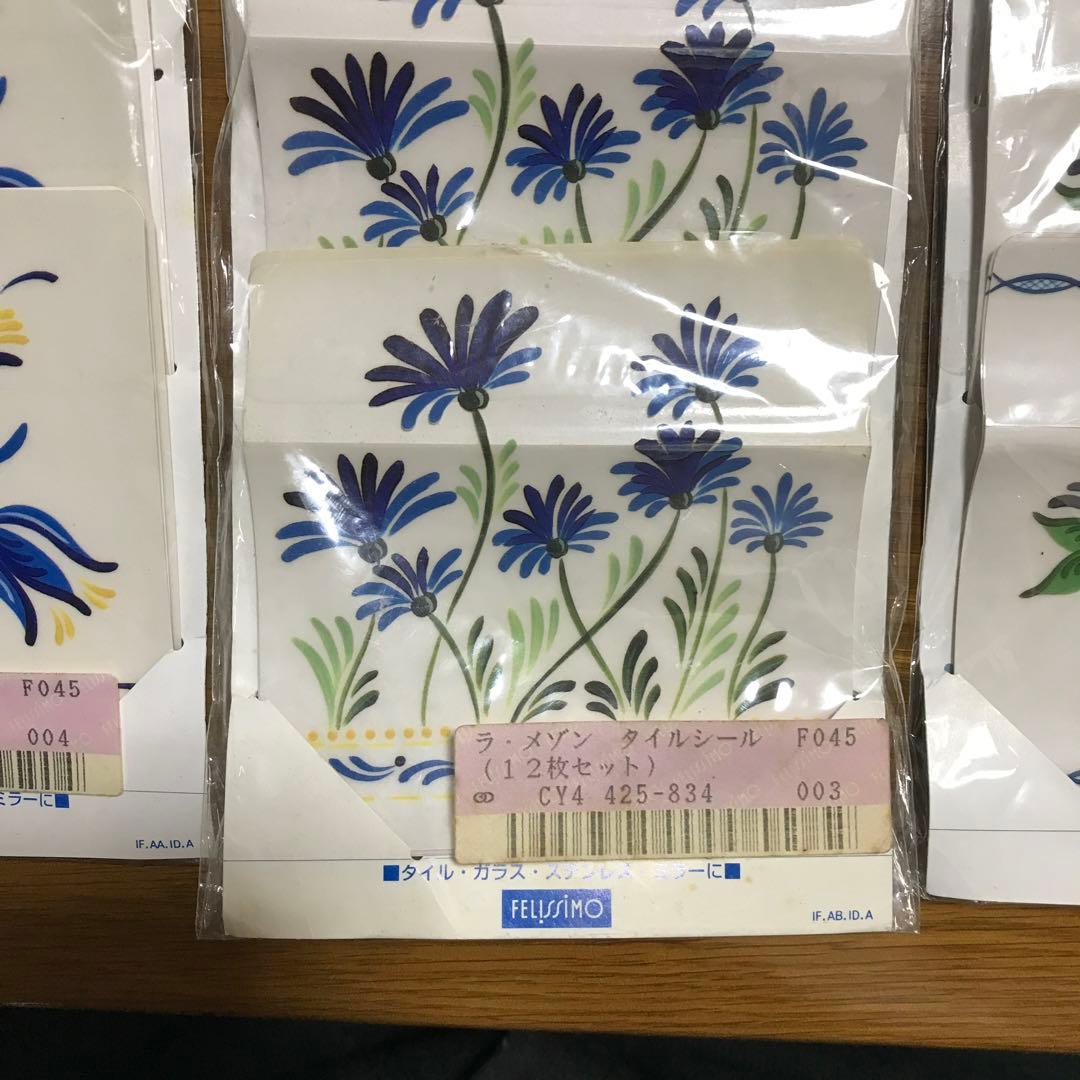 F045
004
ミラーに■
IF.AA.ID.A
ラ・メゾン タイルシール F045
(12枚セット)
CY4 425-834 003
■タイル・ガラス・ステンレス・ミラーに■
FELISSIMO
IF.AB.ID.A